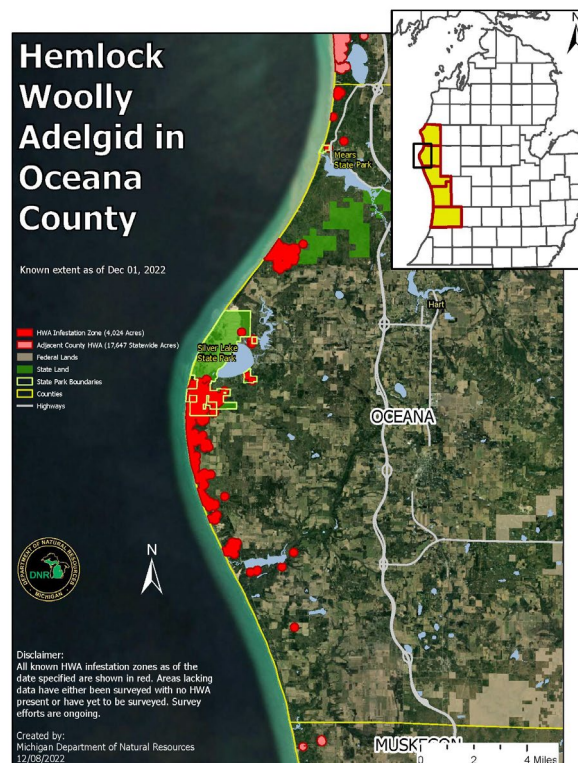 Hemlock
Woolly
Adelgid in
Oceana
County
Known extent as of Dec 01, 2022
HWA Infestation Zone (4,024 Acres)
Adjacent County HWA (17,647 Statewide Acres)
Federal Lands
State Land
State Park Boundaries
Counties
Highways
N
Mears
State Park
Hart
Silver Lake
State Park
OCEANA
DEPARTMENT OF NATURAL RESOURCES
DNR
MICHIGAN
N
Disclaimer:
All known HWA infestation zones as of the
date specified are shown in red. Areas lacking
data have either been surveyed with no HWA
present or have yet to be surveyed. Survey
efforts are ongoing.
Created by:
Michigan Department of Natural Resources
12/08/2022
MUSKEGON
0 2 4 Miles